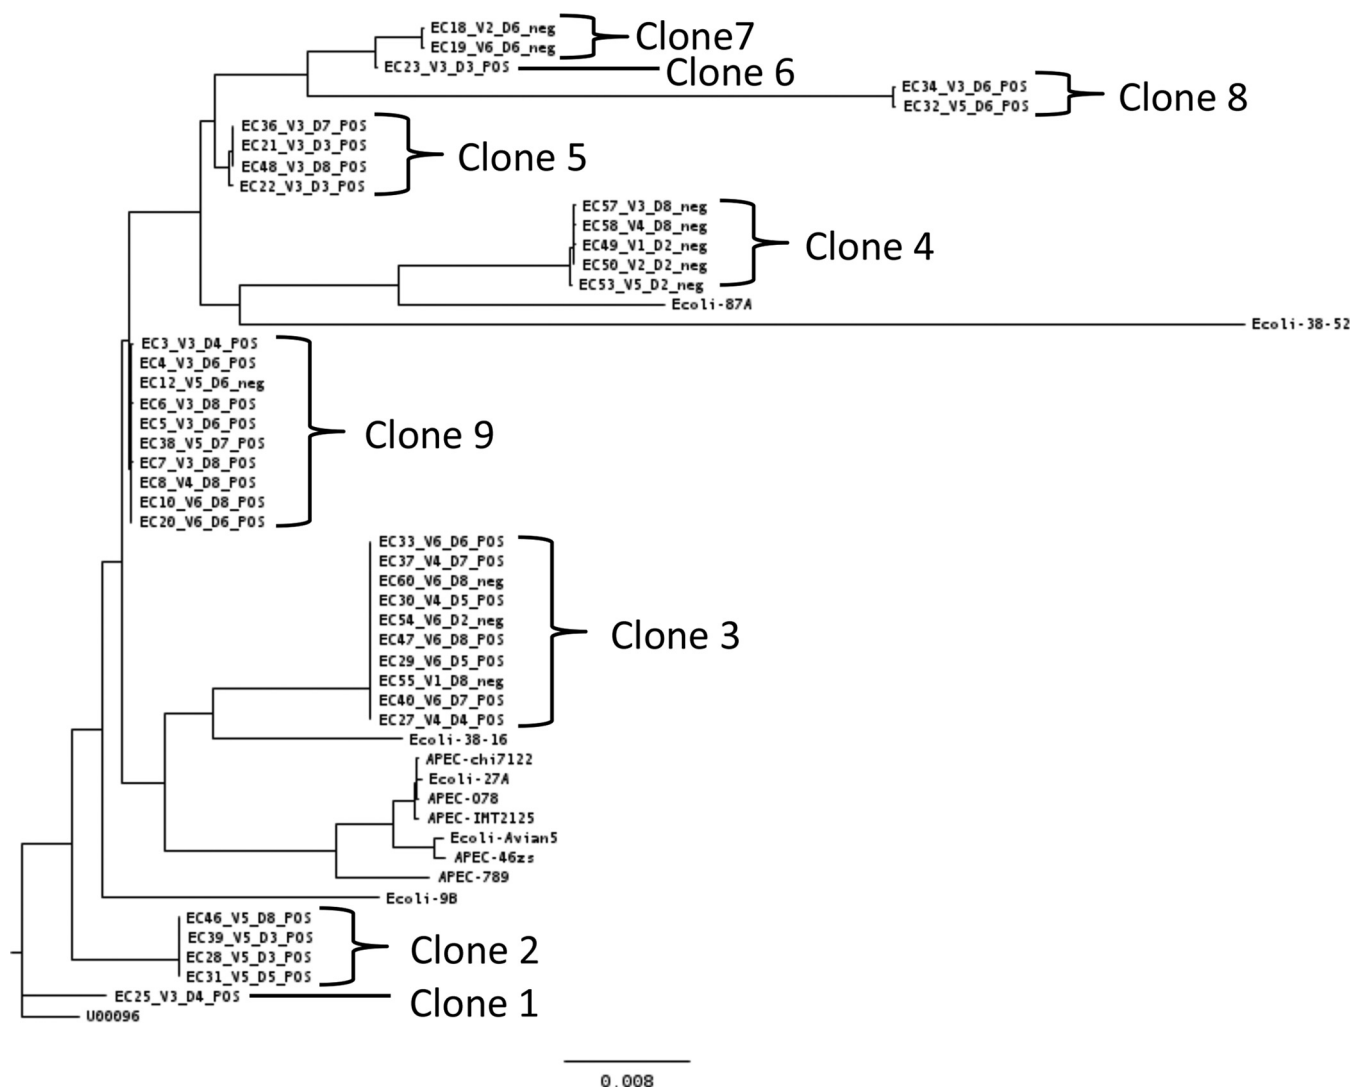 EC18_V2_D6_neg
EC19_V6_D6_neg
Clone7
EC23_V3_D3_POS
Clone 6
EC34_V3_D6_POS
EC32_V5_D6_POS
Clone 8
EC36_V3_D7_POS
EC21_V3_D3_POS
EC48_V3_D8_POS
EC22_V3_D3_POS
Clone 5
EC57_V3_D8_neg
EC58_V4_D8_neg
EC49_V1_D2_neg
EC50_V2_D2_neg
EC53_V5_D2_neg
Clone 4
Ecoli-87A
Ecoli-38-52
EC3_V3_D4_POS
EC4_V3_D6_POS
EC12_V5_D6_neg
EC6_V3_D8_POS
EC5_V3_D6_POS
EC38_V5_D7_POS
EC7_V3_D8_POS
EC8_V4_D8_POS
EC10_V6_D8_POS
EC20_V6_D6_POS
Clone 9
EC33_V6_D6_POS
EC37_V4_D7_POS
EC60_V6_D8_neg
EC30_V4_D5_POS
EC54_V6_D2_neg
EC47_V6_D8_POS
EC29_V6_D5_POS
EC55_V1_D8_neg
EC40_V6_D7_POS
EC27_V4_D4_POS
Clone 3
Ecoli-38-16
APEC-chi7122
Ecoli-27A
APEC-O78
APEC-IMT2125
Ecoli-Avian5
APEC-46zs
APEC-789
Ecoli-9B
EC46_V5_D8_POS
EC39_V5_D3_POS
EC28_V5_D3_POS
EC31_V5_D5_POS
Clone 2
EC25_V3_D4_POS
Clone 1
U00096
0.008